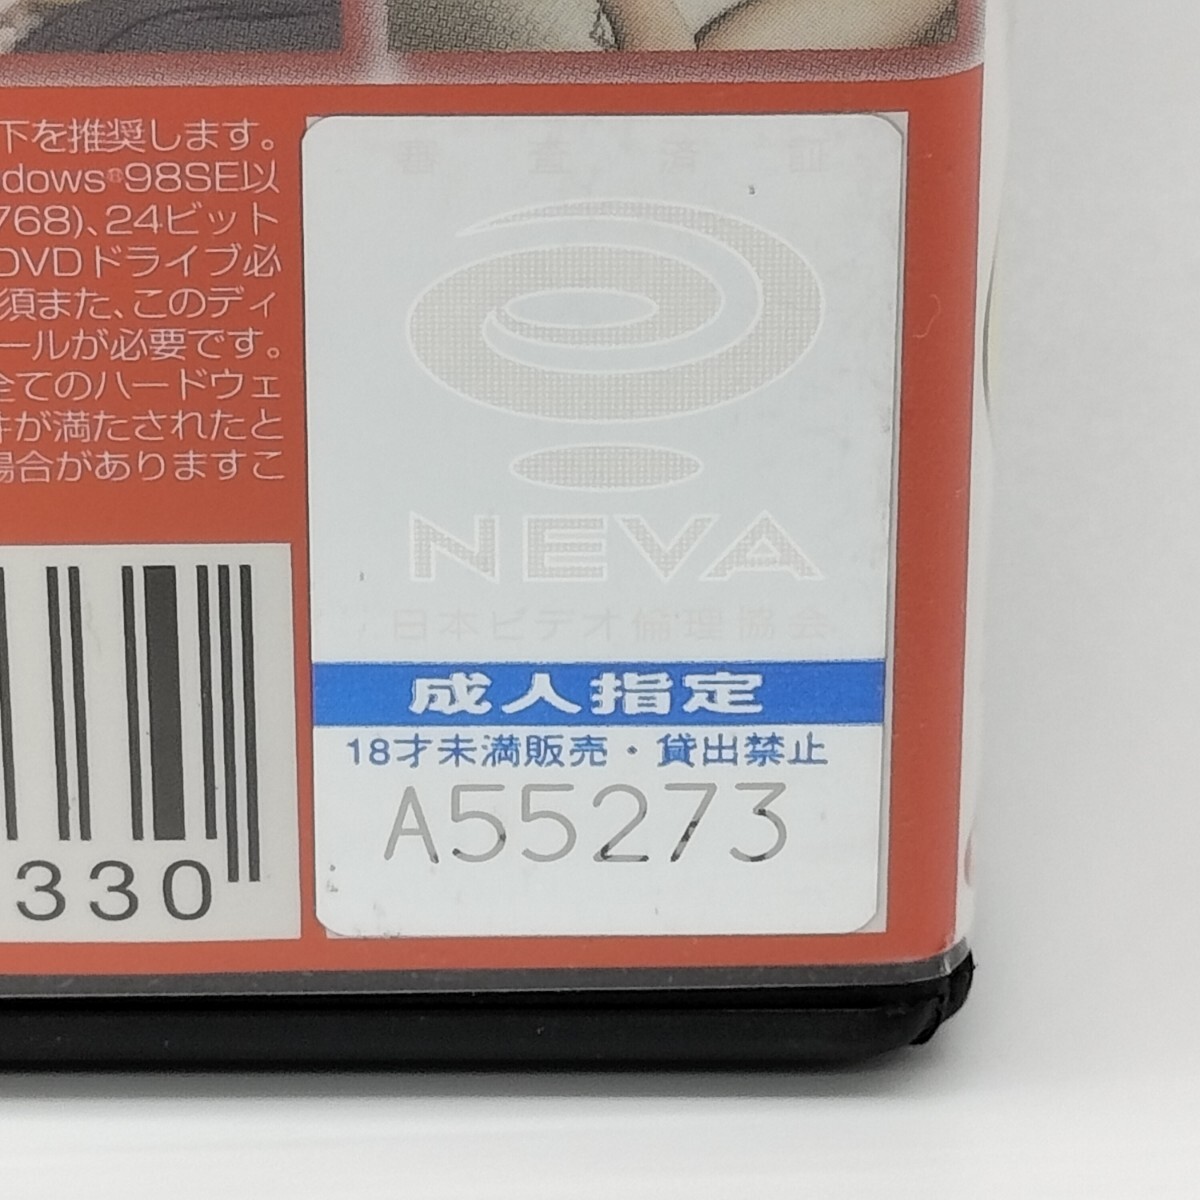 下を推奨します。
dows®98SE以
768)、24ビット
DVDドライブ必
須また、このディ
ールが必要です。
全てのハードウェ
件が満たされたと
場合がありますこ
330
審査済証
NEVA
日本ビデオ倫理協会
成人指定
18才未満販売・貸出禁止
A55273